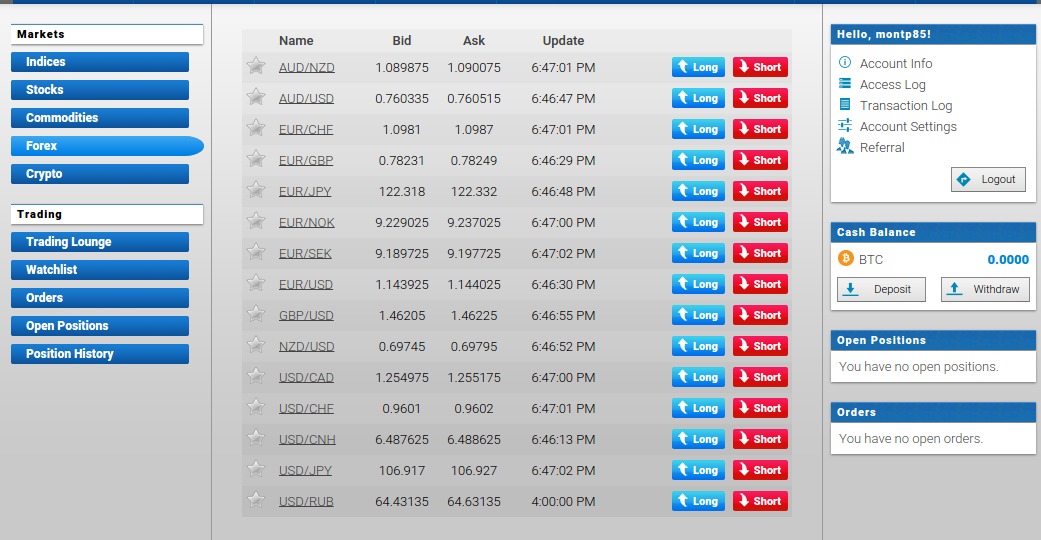 Markets
Indices
Stocks
Commodities
Forex
Crypto
Trading
Trading Lounge
Watchlist
Orders
Open Positions
Position History
Name Bid Ask Update
AUD/NZD 1.089875 1.090075 6:47:01 PM Long Short
AUD/USD 0.760335 0.760515 6:46:47 PM Long Short
EUR/CHF 1.0981 1.0987 6:47:01 PM Long Short
EUR/GBP 0.78231 0.78249 6:46:29 PM Long Short
EUR/JPY 122.318 122.332 6:46:48 PM Long Short
EUR/NOK 9.229025 9.237025 6:47:00 PM Long Short
EUR/SEK 9.189725 9.197725 6:47:02 PM Long Short
EUR/USD 1.143925 1.144025 6:46:30 PM Long Short
GBP/USD 1.46205 1.46225 6:46:55 PM Long Short
NZD/USD 0.69745 0.69795 6:46:52 PM Long Short
USD/CAD 1.254975 1.255175 6:47:00 PM Long Short
USD/CHF 0.9601 0.9602 6:47:01 PM Long Short
USD/CNH 6.487625 6.488625 6:46:13 PM Long Short
USD/JPY 106.917 106.927 6:47:02 PM Long Short
USD/RUB 64.43135 64.63135 4:00:00 PM Long Short
Hello, montp85!
Account Info
Access Log
Transaction Log
Account Settings
Referral
Logout
Cash Balance
BTC 0.0000
Deposit Withdraw
Open Positions
You have no open positions.
Orders
You have no open orders.